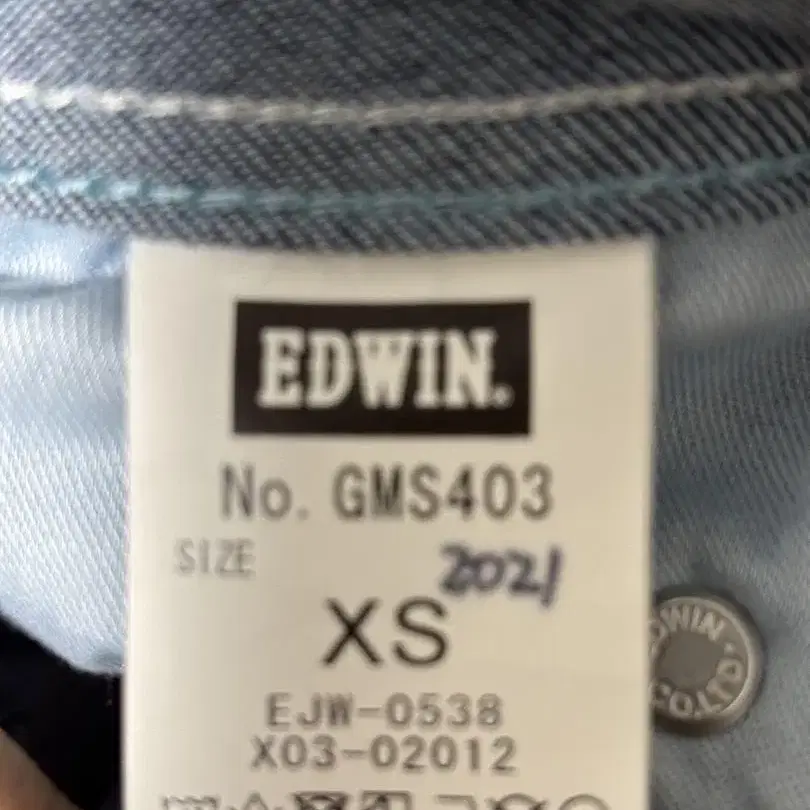 EDWIN.
No. GMS403
SIZE
2021
XS
EJW-0538
X03-02012
EDWIN
CO.LTD.